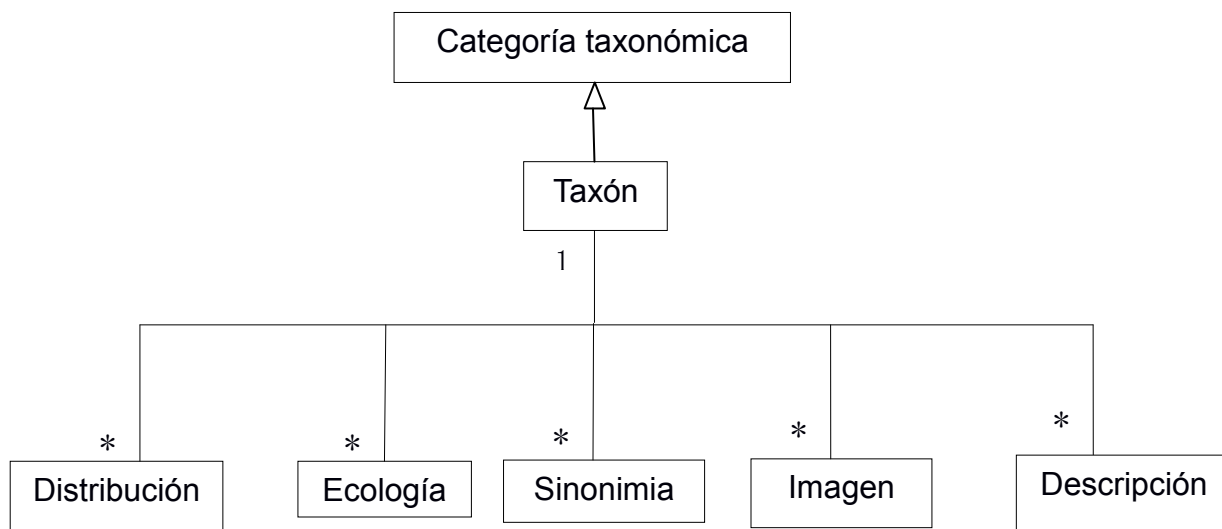 Categoría taxonómica
Taxón
1
* * * * *
Distribución Ecología Sinonimia Imagen Descripción